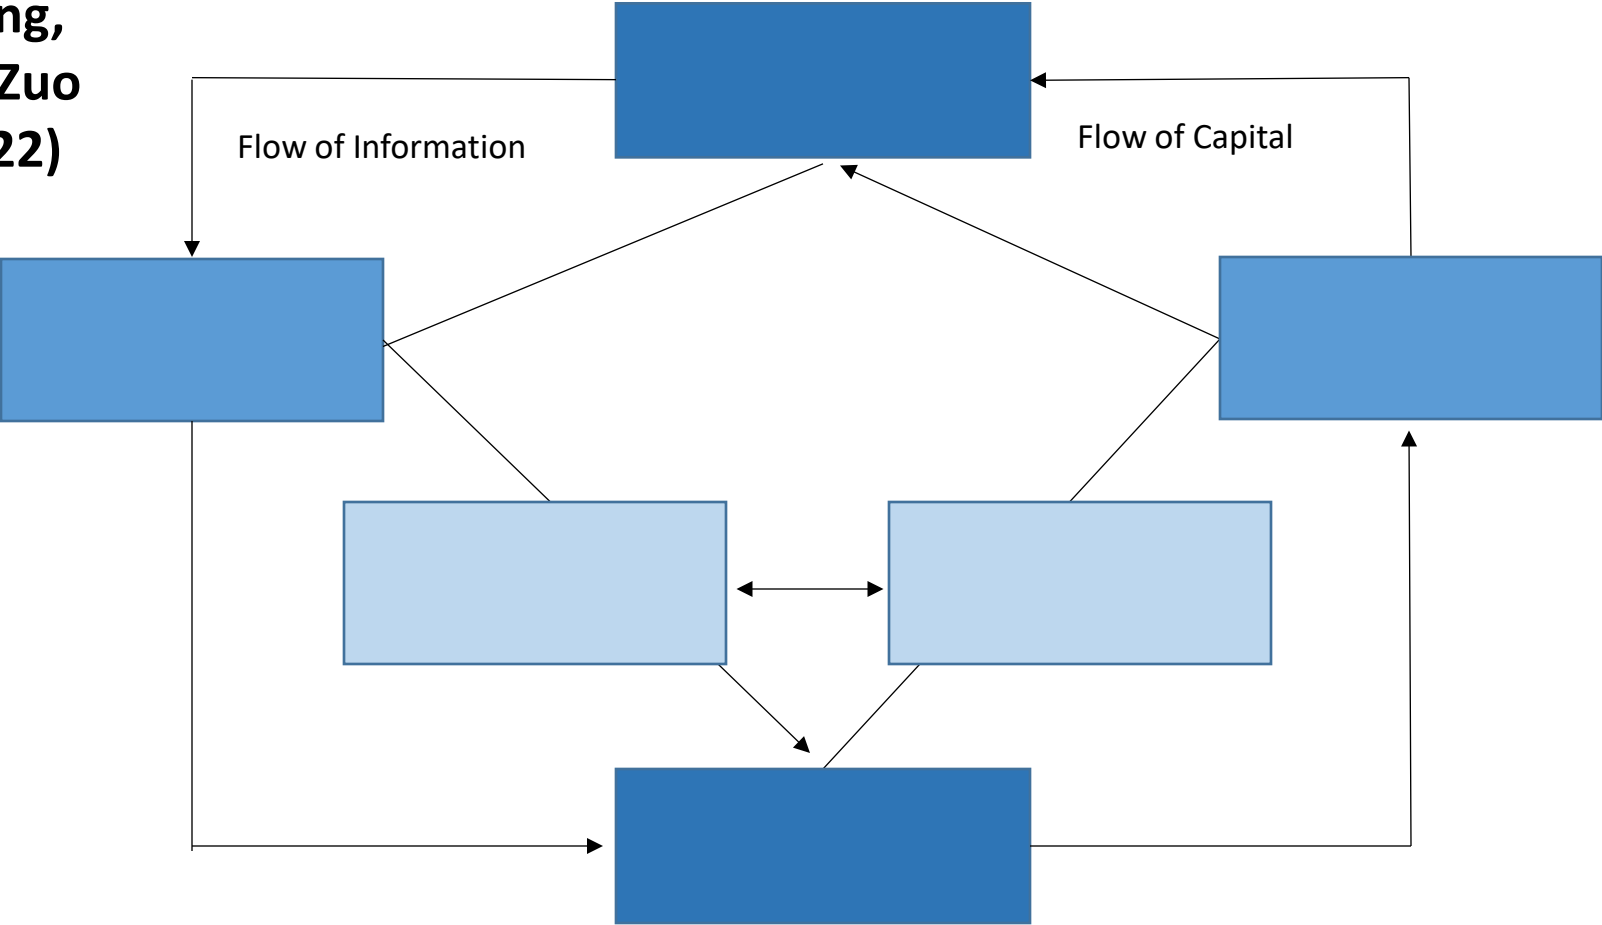 ng,
Zuo
22)
Flow of Information
Flow of Capital